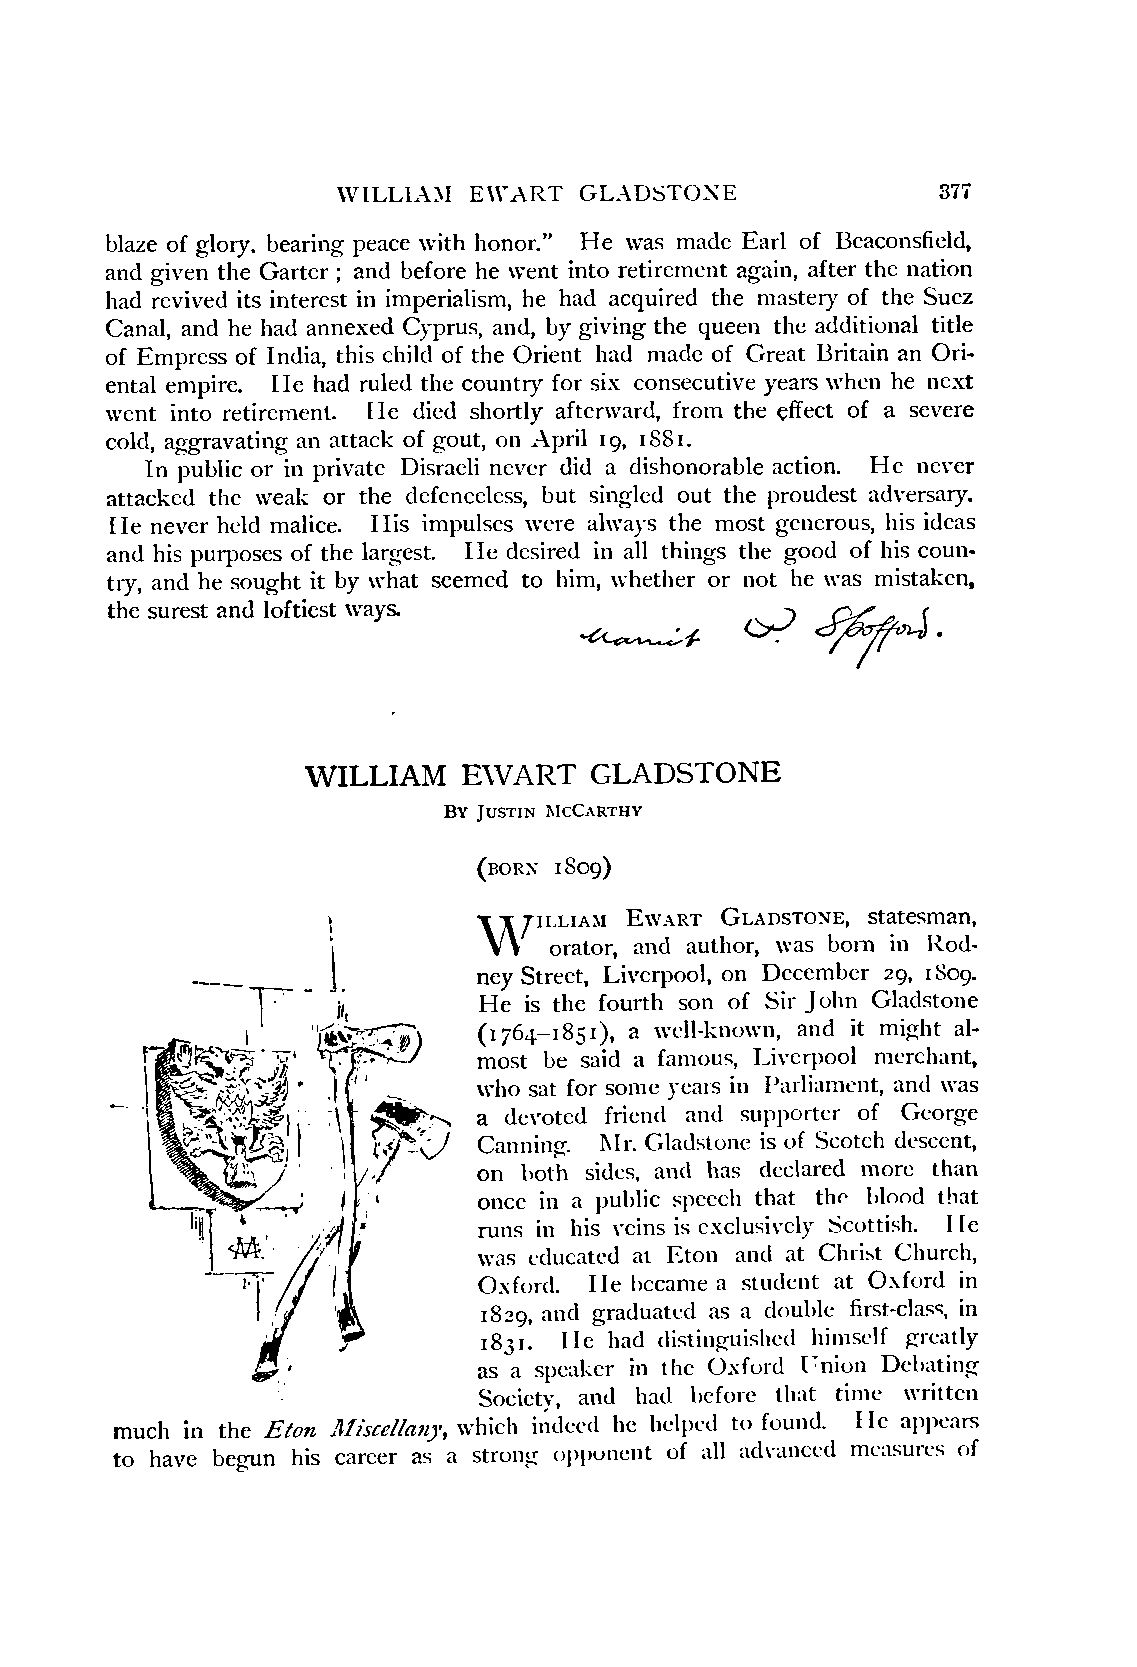 WILLIAM EWART GLADSTONE 377
blaze of glory, bearing peace with honor." He was made Earl of Beaconsfield,
and given the Garter ; and before he went into retirement again, after the nation
had revived its interest in imperialism, he had acquired the mastery of the Suez
Canal, and he had annexed Cyprus, and, by giving the queen the additional title
of Empress of India, this child of the Orient had made of Great Britain an Ori-
ental empire. He had ruled the country for six consecutive years when he next
went into retirement. He died shortly afterward, from the effect of a severe
cold, aggravating an attack of gout, on April 19, 1881.
In public or in private Disraeli never did a dishonorable action. He never
attacked the weak or the defenceless, but singled out the proudest adversary.
He never held malice. His impulses were always the most generous, his ideas
and his purposes of the largest. He desired in all things the good of his coun-
try, and he sought it by what seemed to him, whether or not he was mistaken,
the surest and loftiest ways.
Harriet P. Spofford.
WILLIAM EWART GLADSTONE
BY JUSTIN MCCARTHY
(BORN 1809)
WILLIAM EWART GLADSTONE, statesman,
orator, and author, was born in Rod-
ney Street, Liverpool, on December 29, 1809.
He is the fourth son of Sir John Gladstone
(1764–1851), a well-known, and it might al-
most be said a famous, Liverpool merchant,
who sat for some years in Parliament, and was
a devoted friend and supporter of George
Canning. Mr. Gladstone is of Scotch descent,
on both sides, and has declared more than
once in a public speech that the blood that
runs in his veins is exclusively Scottish. He
was educated at Eton and at Christ Church,
Oxford. He became a student at Oxford in
1829, and graduated as a double first-class, in
1831. He had distinguished himself greatly
as a speaker in the Oxford Union Debating
Society, and had before that time written
much in the Eton Miscellany, which indeed he helped to found. He appears
to have begun his career as a strong opponent of all advanced measures of